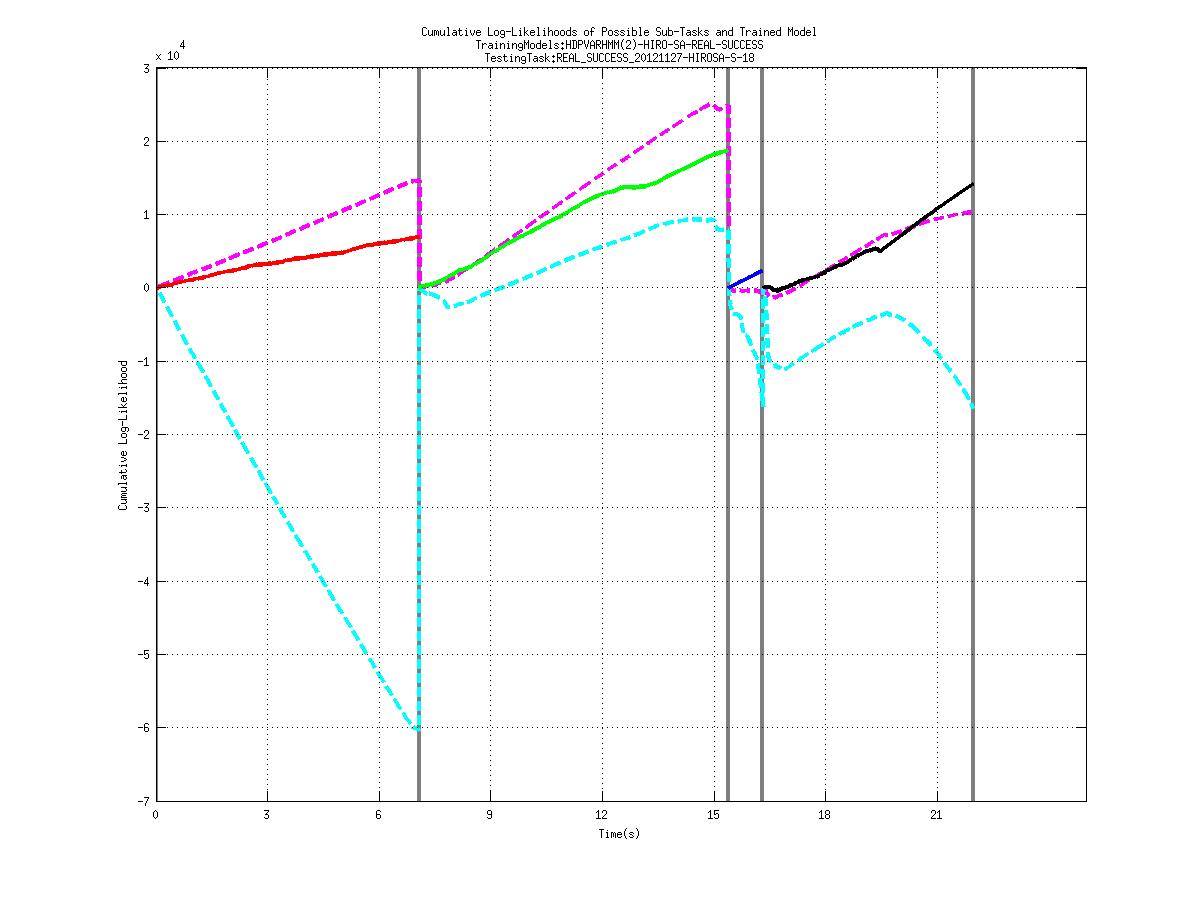 Cumulative Log-Likelihoods of Possible Sub-Tasks and Trained Model
TrainingModels:HDPVARHMM(2)-HIRO-SA-REAL-SUCCESS
TestingTask:REAL_SUCCESS_20121127-HIROSA-S-18
x 10^4
3
2
1
0
-1
-2
-3
-4
-5
-6
-7
Cumulative Log-Likelihood
0 3 6 9 12 15 18 21
Time(s)